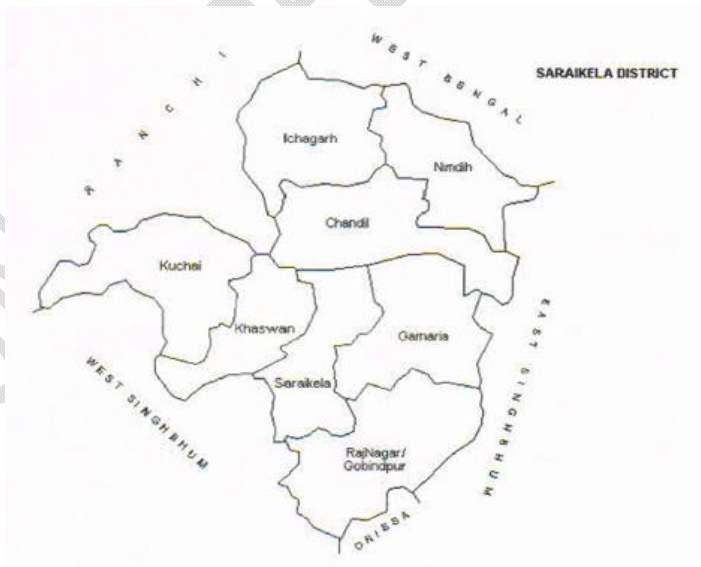 WEST BENGAL
SARAIKELA DISTRICT
RANCHI
Ichagarh
Nimdih
Chandil
Kuchai
Khaswan
Gamaria
EAST SINGHBHUM
WEST SINGHBHUM
Saraikela
RajNagar/
Gobindpur
ORISSA